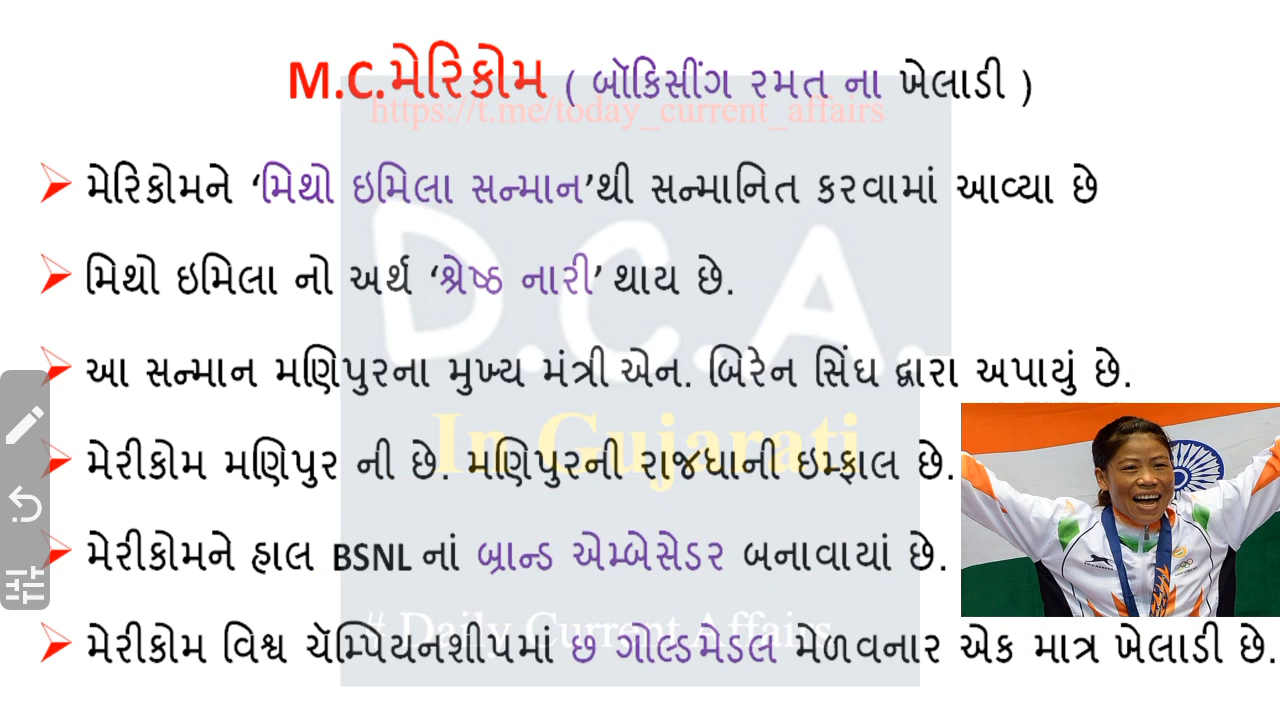 M.C.મેરિકોમ ( બૉકિસીંગ રમત ના ખેલાડી )
https://t.me/today_current_affairs
મેરિકોમને ‘મિથો ઇમિલા સન્માન’થી સન્માનિત કરવામાં આવ્યા છે
મિથો ઇમિલા નો અર્થ ‘શ્રેષ્ઠ નારી’ થાય છે.
D.C.A.
આ સન્માન મણિપુરના મુખ્ય મંત્રી એન. બિરેન સિંઘ દ્વારા અપાયું છે.
In Gujarati
મેરીકોમ મણિપુર ની છે. મણિપુરની રાજધાની ઇમ્ફાલ છે.
મેરીકોમને હાલ BSNL નાં બ્રાન્ડ એમ્બેસેડર બનાવાયાં છે.
# Daily Current Affairs
મેરીકોમ વિશ્વ ચૅમ્પિયનશીપમાં છ ગોલ્ડમેડલ મેળવનાર એક માત્ર ખેલાડી છે.